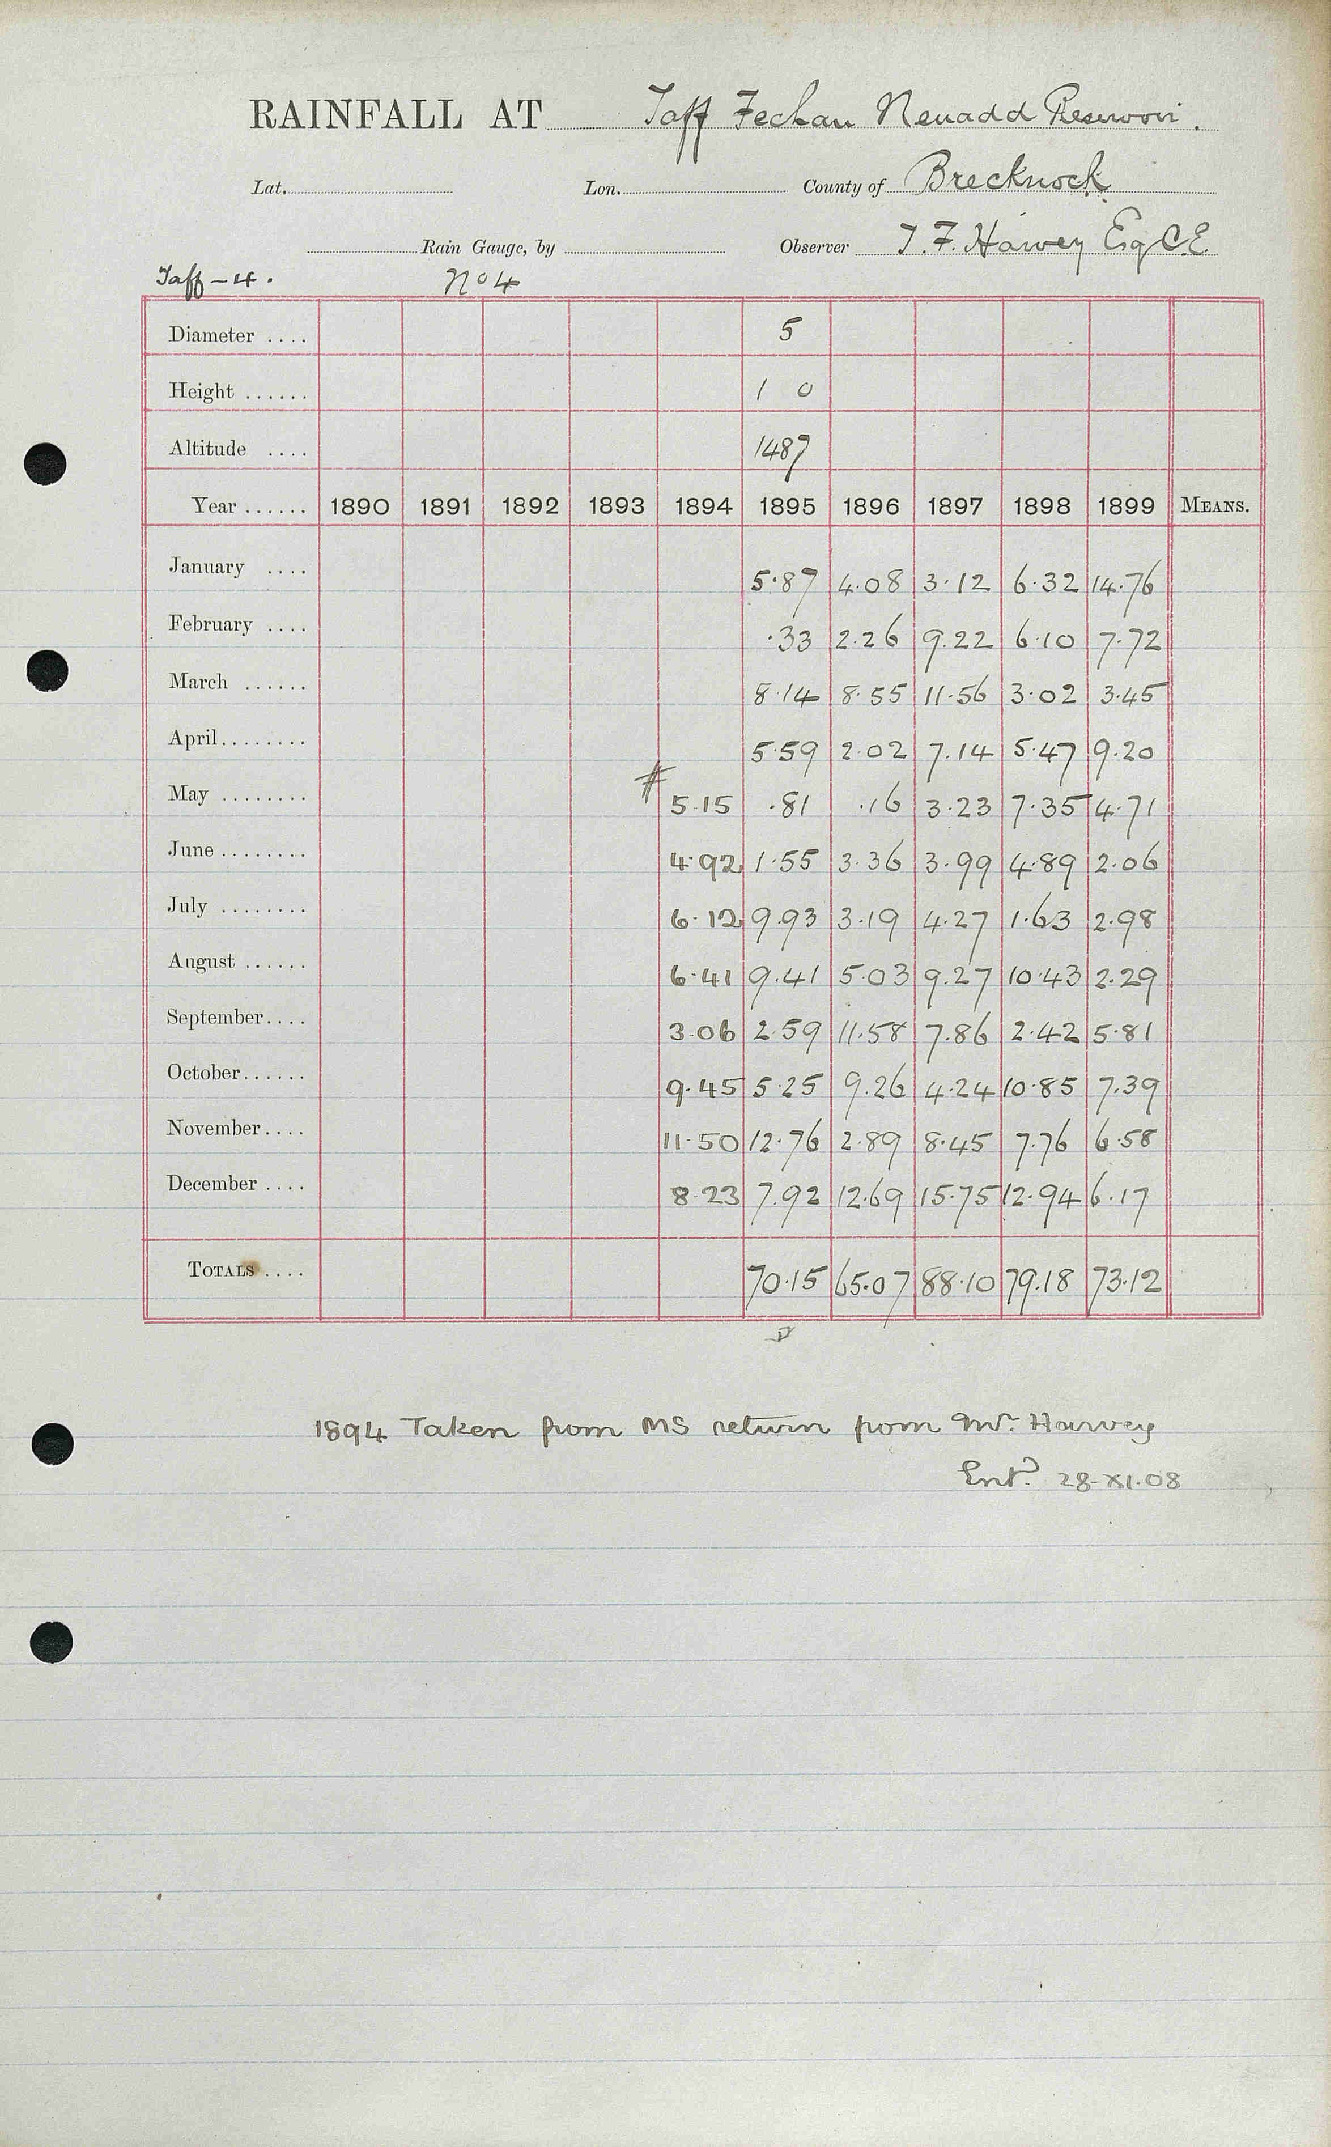 RAINFALL AT Taff Fechan Neuadd Reservoir.
Lat. Lon. County of Brecknock
Rain Gauge, by Observer T. F. Harvey Esq C.E
Taff-4. No 4
Diameter .... 5
Height ...... 1 0
Altitude .... 1487
Year ...... 1890 1891 1892 1893 1894 1895 1896 1897 1898 1899 MEANS.
January .... 5.87 4.08 3.12 6.32 14.76
February .... .33 2.26 9.22 6.10 7.72
March ...... 8.14 8.55 11.56 3.02 3.45
April........ 5.59 2.02 7.14 5.47 9.20
May ........ # 5.15 .81 .16 3.23 7.35 4.71
June ........ 4.92 1.55 3.36 3.99 4.89 2.06
July ........ 6.12 9.93 3.19 4.27 1.63 2.98
August ...... 6.41 9.41 5.03 9.27 10.43 2.29
September.... 3.06 2.59 11.58 7.86 2.42 5.81
October...... 9.45 5.25 9.26 4.24 10.85 7.39
November.... 11.50 12.76 2.89 8.45 7.76 6.58
December .... 8.23 7.92 12.69 15.75 12.94 6.17
TOTALS .... 70.15 65.07 88.10 79.18 73.12
1894 Taken from MS return from Mr. Harvey
Entd. 28.XI.08